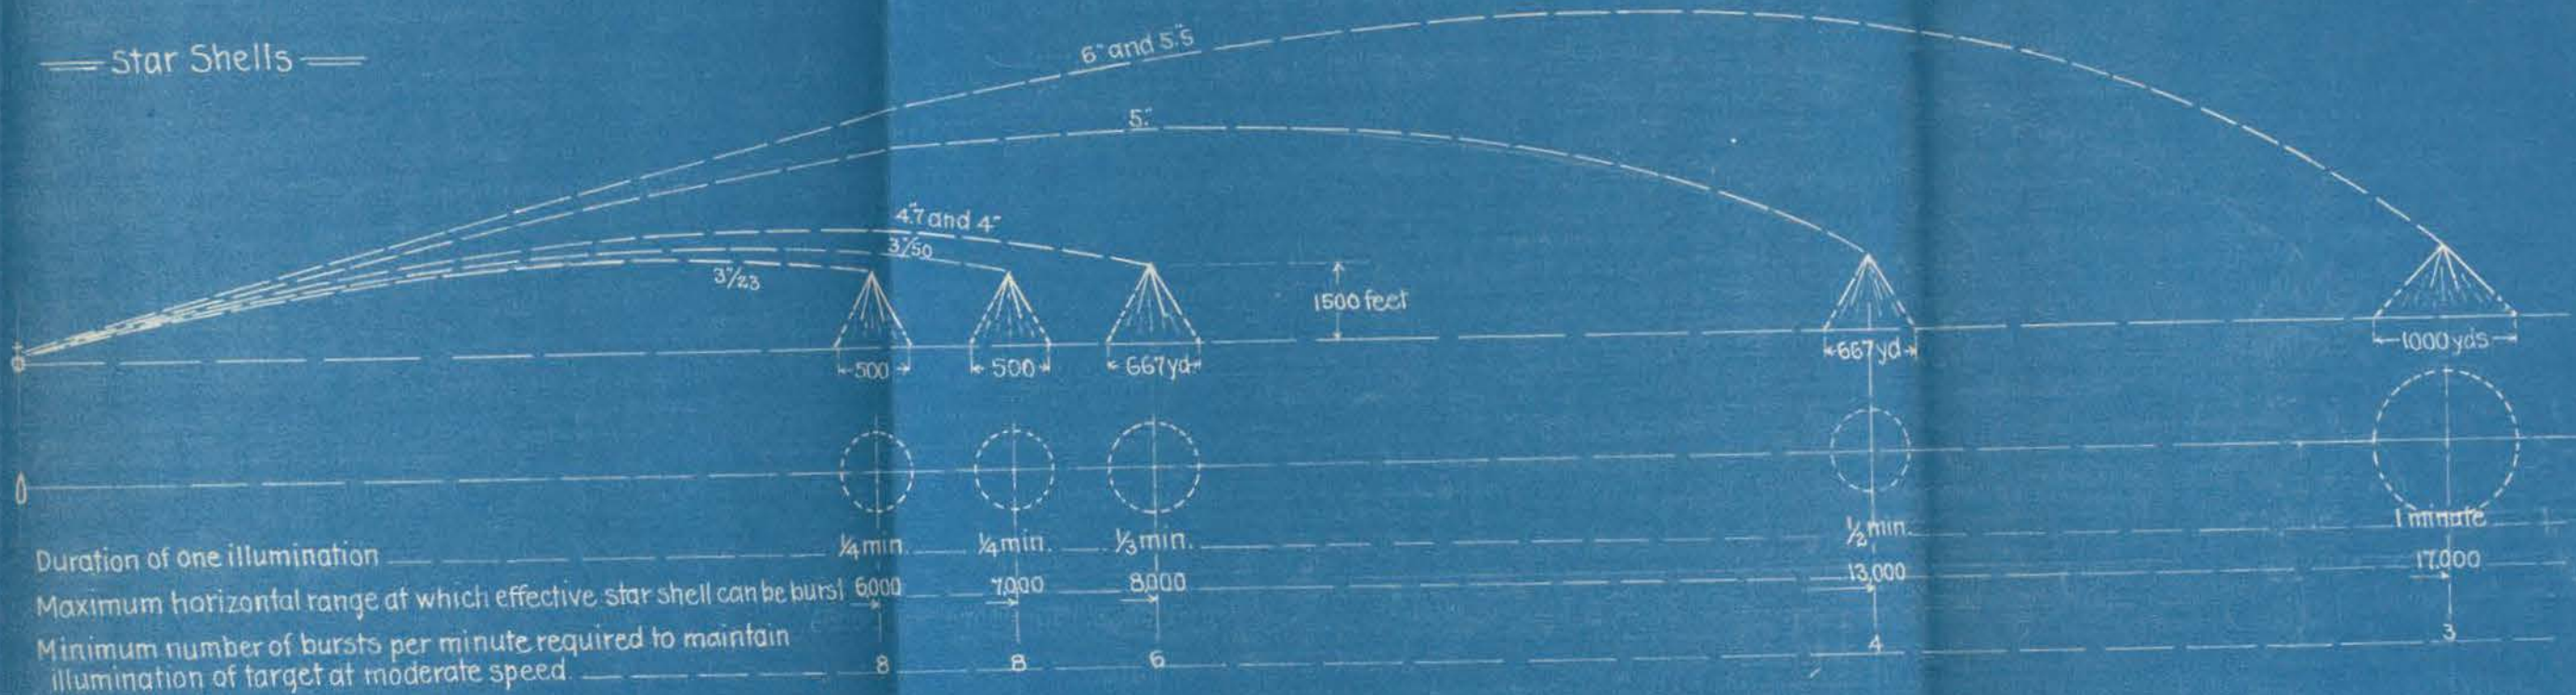 Star Shells
6" and 5."5
5."
4."7 and 4"
3"/50
3"/23
1500 feet
500
500
667 yd
667 yd
1000 yds
Duration of one illumination ¼ min. ¼ min. ⅓ min. ½ min. 1 minute
Maximum horizontal range at which effective star shell can be burst 6,000 7,000 8,000 13,000 17,000
Minimum number of bursts per minute required to maintain
illumination of target at moderate speed. 8 8 6 4 3